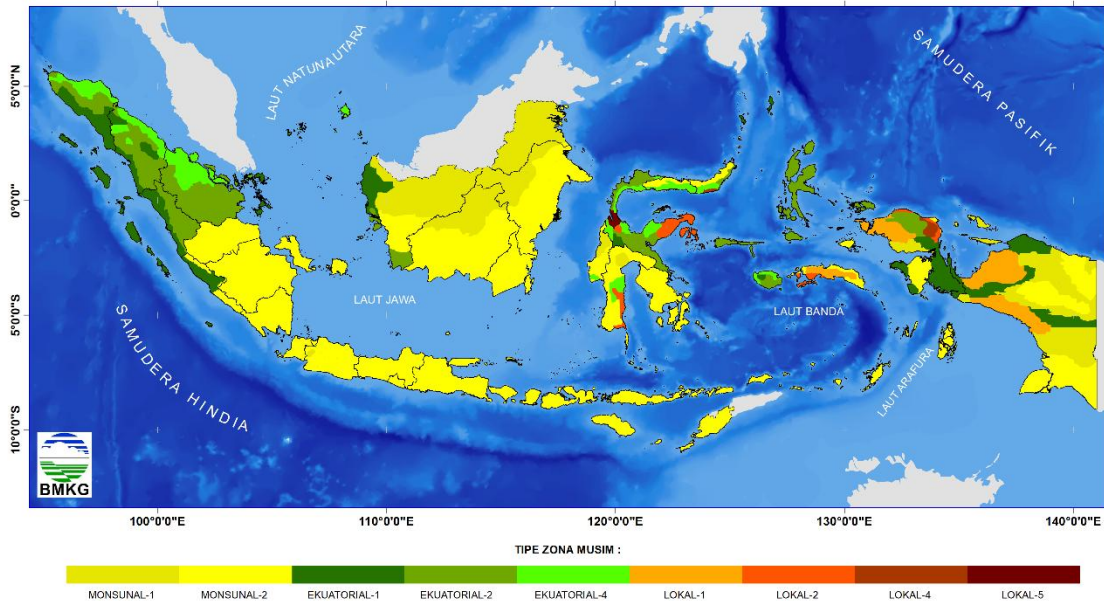 LAUT NATUNAUTARA
SAMUDERA PASIFIK
5°0'0"N
0°0'0"
5°0'0"S
10°0'0"S
LAUT JAWA
LAUT BANDA
LAUT ARAFURA
SAMUDERA HINDIA
BMKG
100°0'0"E
110°0'0"E
120°0'0"E
130°0'0"E
140°0'0"E
TIPE ZONA MUSIM :
MONSUNAL-1 MONSUNAL-2 EKUATORIAL-1 EKUATORIAL-2 EKUATORIAL-4 LOKAL-1 LOKAL-2 LOKAL-4 LOKAL-5